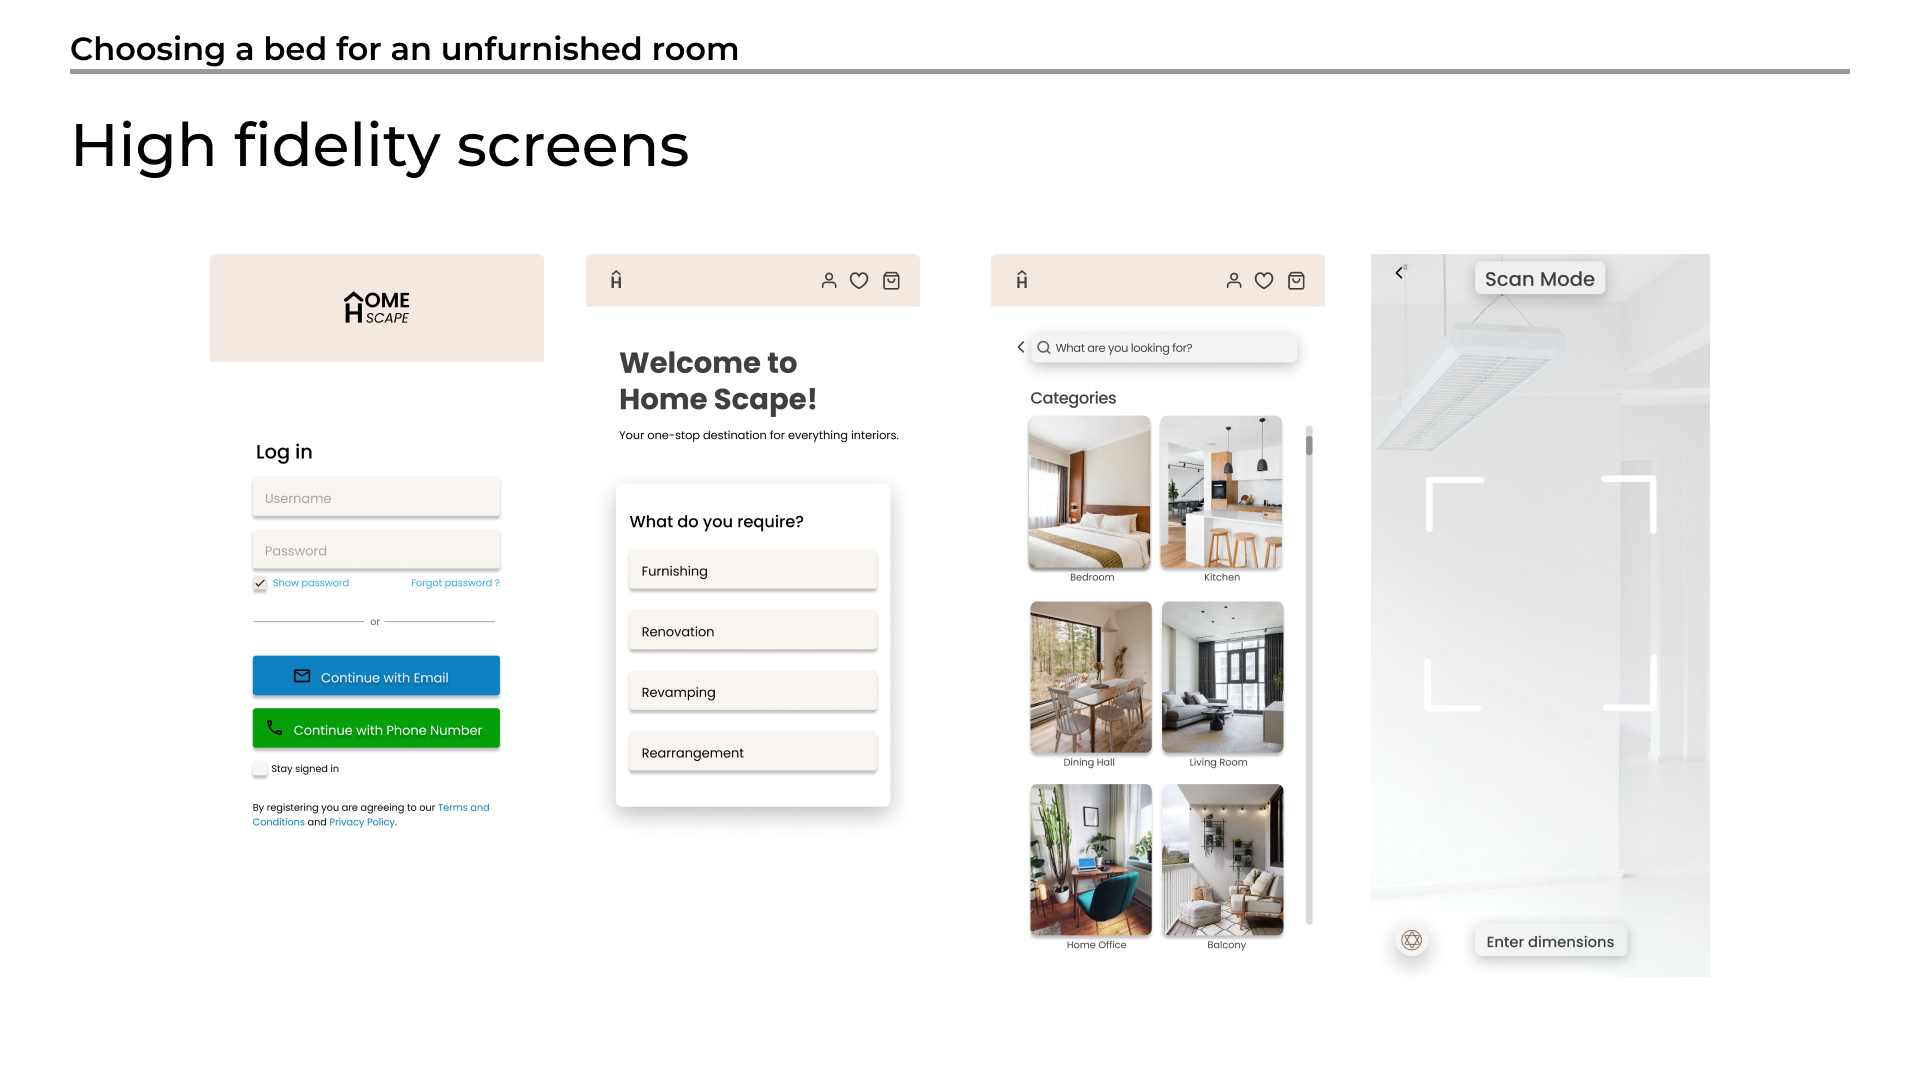 Choosing a bed for an unfurnished room
High fidelity screens
HOME
SCAPE
Log in
Username
Password
Show password
Forgot password ?
or
Continue with Email
Continue with Phone Number
Stay signed in
By registering you are agreeing to our Terms and
Conditions and Privacy Policy.
H
Welcome to
Home Scape!
Your one-stop destination for everything interiors.
What do you require?
Furnishing
Renovation
Revamping
Rearrangement
H
What are you looking for?
Categories
Bedroom
Kitchen
Dining Hall
Living Room
Home Office
Balcony
Scan Mode
Enter dimensions